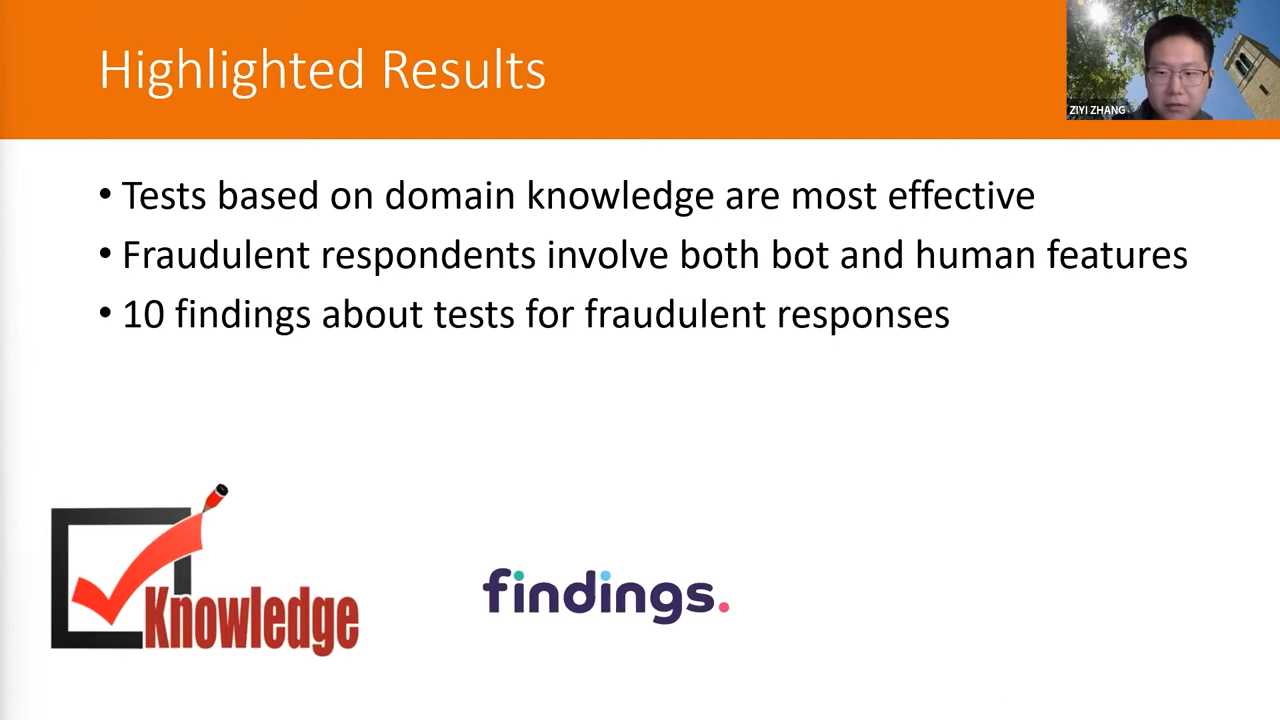 Highlighted Results
ZIYI ZHANG
• Tests based on domain knowledge are most effective
• Fraudulent respondents involve both bot and human features
• 10 findings about tests for fraudulent responses
Knowledge
findings.